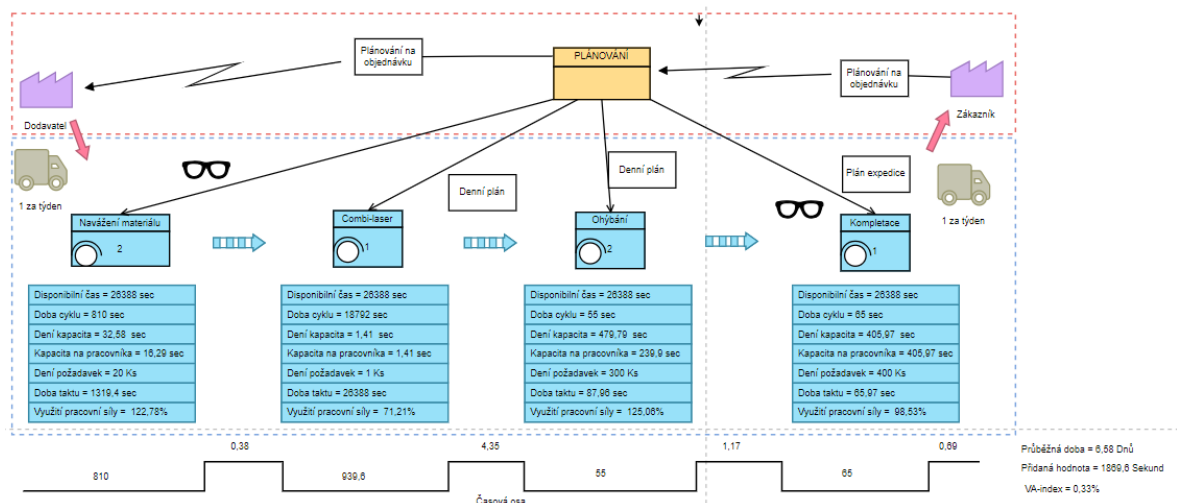 Plánování na
objednávku
PLÁNOVÁNÍ
Plánování na
objednávku
Dodavatel
Zákazník
1 za týden
Denní plán
Denní plán
Plán expedice
1 za týden
Navážení materiálu
2
Combi-laser
1
Ohýbání
2
Kompletace
1
Disponibilní čas = 26388 sec
Doba cyklu = 810 sec
Dení kapacita = 32,58 sec
Kapacita na pracovníka = 16,29 sec
Dení požadavek = 20 Ks
Doba taktu = 1319,4 sec
Využití pracovní síly = 122,78%
Disponibilní čas = 26388 sec
Doba cyklu = 18792 sec
Dení kapacita = 1,41 sec
Kapacita na pracovníka = 1,41 sec
Dení požadavek = 1 Ks
Doba taktu = 26388 sec
Využití pracovní síly = 71,21%
Disponibilní čas = 26388 sec
Doba cyklu = 55 sec
Dení kapacita = 479,79 sec
Kapacita na pracovníka = 239,9 sec
Dení požadavek = 300 Ks
Doba taktu = 87,96 sec
Využití pracovní síly = 125,06%
Disponibilní čas = 26388 sec
Doba cyklu = 65 sec
Dení kapacita = 405,97 sec
Kapacita na pracovníka = 405,97 sec
Dení požadavek = 400 Ks
Doba taktu = 65,97 sec
Využití pracovní síly = 98,53%
0,38
4,35
1,17
0,69
810
939,6
55
65
Časová osa
Průběžná doba = 6,58 Dnů
Přidaná hodnota = 1869,6 Sekund
VA-index = 0,33%